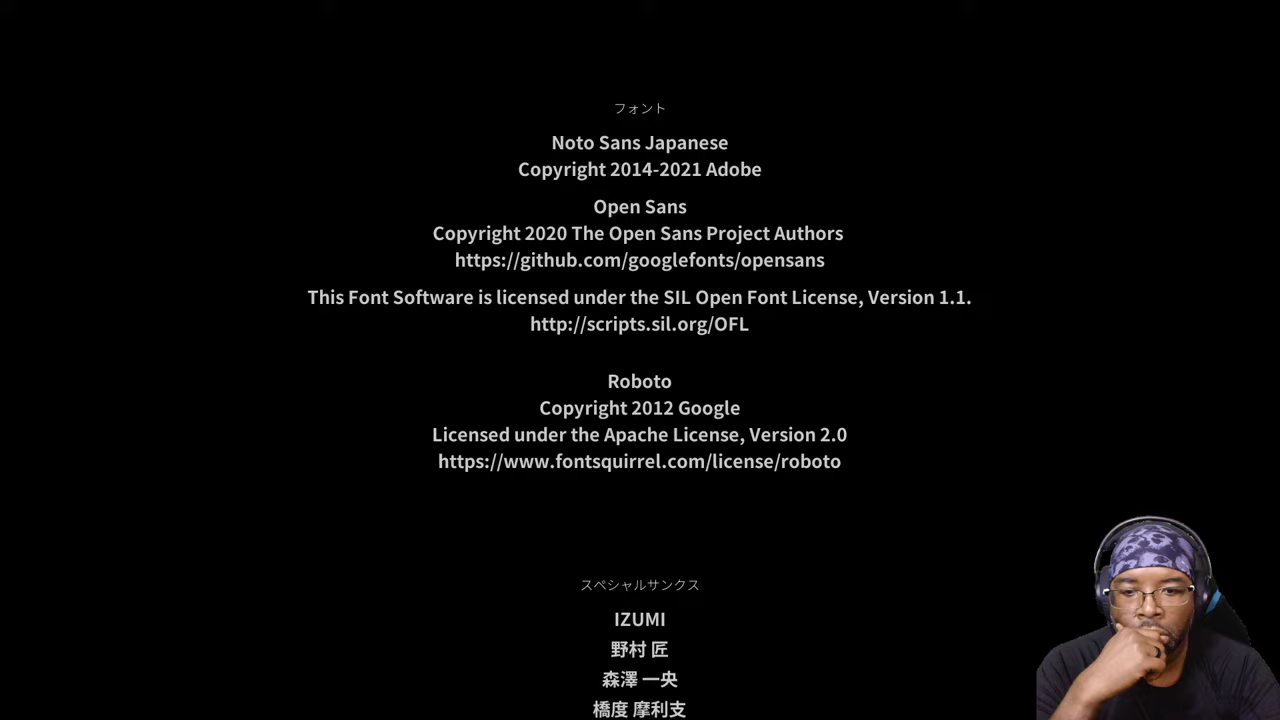 フォント
Noto Sans Japanese
Copyright 2014-2021 Adobe
Open Sans
Copyright 2020 The Open Sans Project Authors
https://github.com/googlefonts/opensans
This Font Software is licensed under the SIL Open Font License, Version 1.1.
http://scripts.sil.org/OFL
Roboto
Copyright 2012 Google
Licensed under the Apache License, Version 2.0
https://www.fontsquirrel.com/license/roboto
スペシャルサンクス
IZUMI
野村 匠
森澤 一央
橋度 摩利支